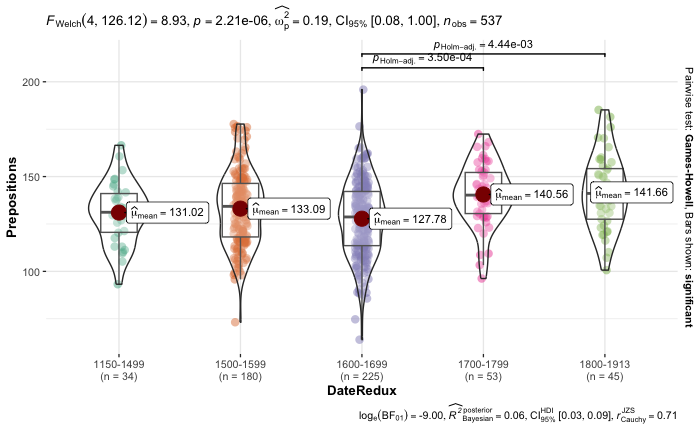 F_Welch(4, 126.12) = 8.93, p = 2.21e-06, ω̂²_p = 0.19, CI_95% [0.08, 1.00], n_obs = 537
p_Holm-adj. = 4.44e-03
p_Holm-adj. = 3.50e-04
Prepositions
200
150
100
μ̂_mean = 131.02
μ̂_mean = 133.09
μ̂_mean = 127.78
μ̂_mean = 140.56
μ̂_mean = 141.66
Pairwise test: Games-Howell, Bars shown: significant
1150-1499
(n = 34)
1500-1599
(n = 180)
1600-1699
(n = 225)
1700-1799
(n = 53)
1800-1913
(n = 45)
DateRedux
log_e(BF_01) = -9.00, R̂²_Bayesian^posterior = 0.06, CI_95%^HDI [0.03, 0.09], r_Cauchy^JZS = 0.71